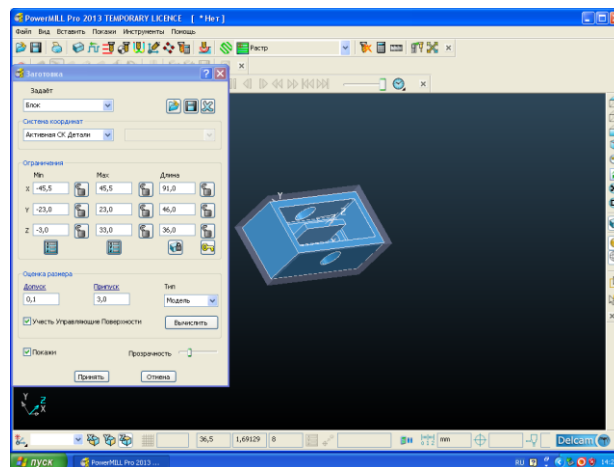 PowerMILL Pro 2013 TEMPORARY LICENCE [ * Нет ]
Файл Вид Вставить Покажи Инструменты Помощь
Растр
Заготовка
Задаёт
Блок
Система координат
Активная СК Детали
Ограничения
Min Max Длина
X -45,5 45,5 91,0
Y -23,0 23,0 46,0
Z -3,0 33,0 36,0
Оценка размера
Допуск Припуск Тип
0,1 3,0 Модель
Учесть Управляющие Поверхности Вычислить
Покажи Прозрачность
Принять Отмена
Y
Z
Y Z
X
36,5 1,69129 8 mm Delcam
пуск PowerMILL Pro 2013 ... RU